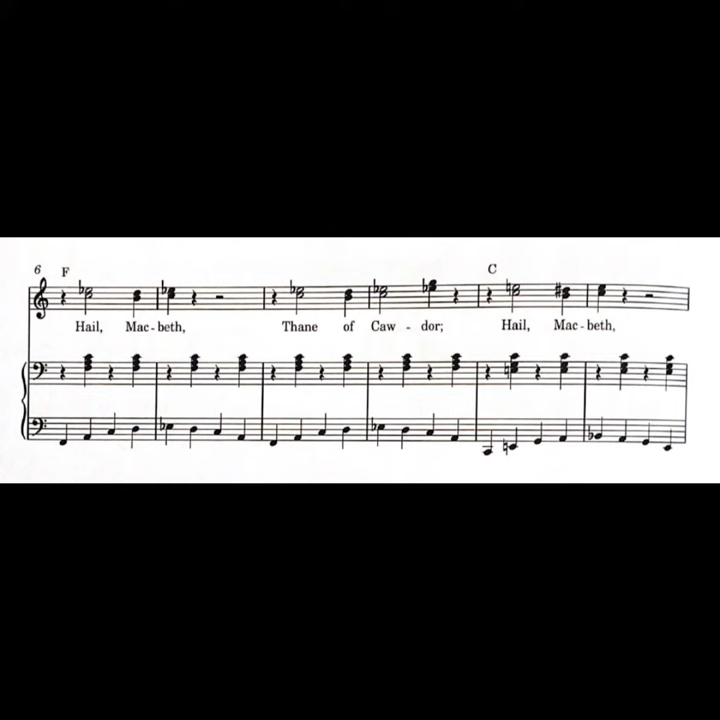 6 F C
Hail, Mac - beth, Thane of Caw - dor; Hail, Mac - beth,